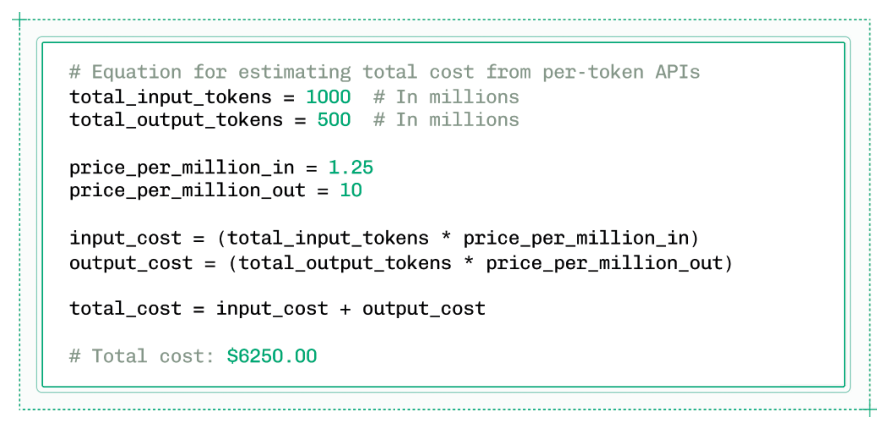 # Equation for estimating total cost from per-token APIs
total_input_tokens = 1000  # In millions
total_output_tokens = 500  # In millions
price_per_million_in = 1.25
price_per_million_out = 10
input_cost = (total_input_tokens * price_per_million_in)
output_cost = (total_output_tokens * price_per_million_out)
total_cost = input_cost + output_cost
# Total cost: $6250.00